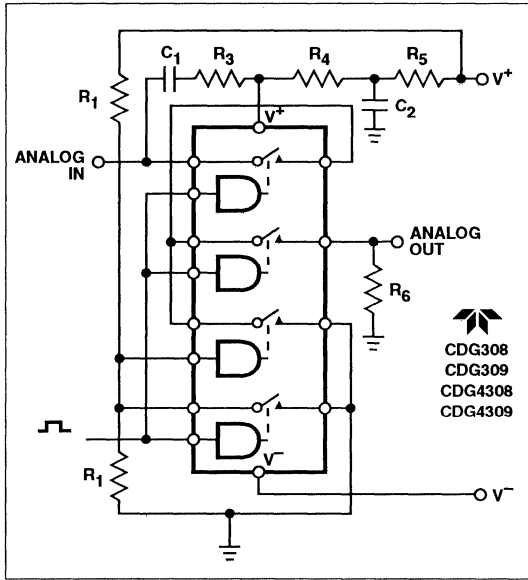 C1 R3 R4 R5
V+
C2
R1
V+
ANALOG
IN
ANALOG
OUT
R6
CDG308
CDG309
CDG4308
CDG4309
R1
V−
V−